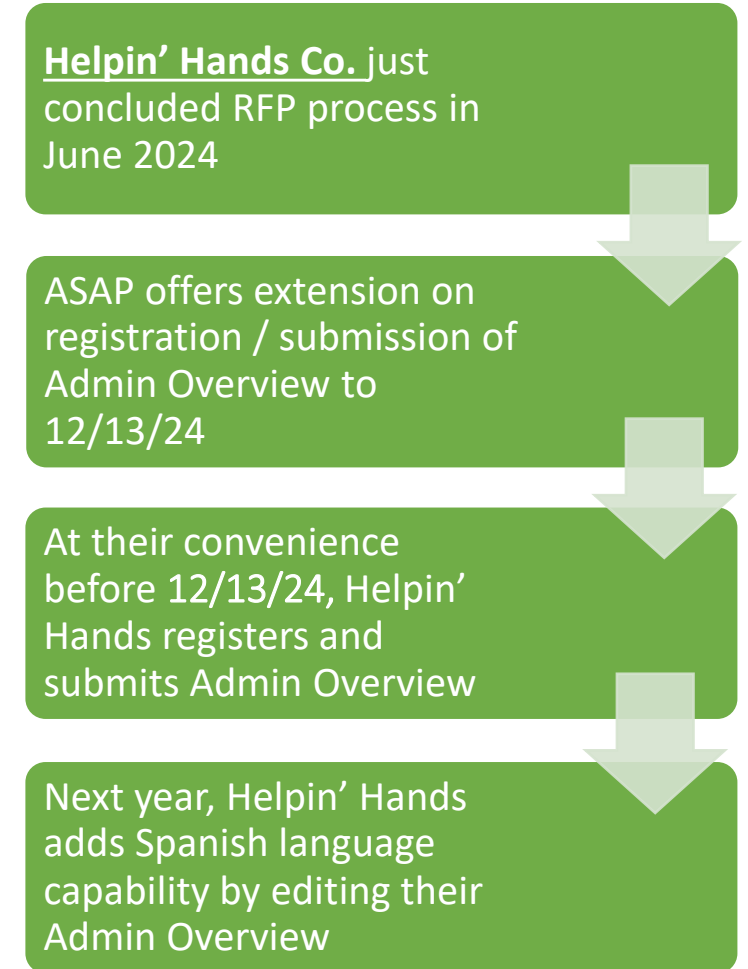 Helpin’ Hands Co. just
concluded RFP process in
June 2024
ASAP offers extension on
registration / submission of
Admin Overview to
12/13/24
At their convenience
before 12/13/24, Helpin’
Hands registers and
submits Admin Overview
Next year, Helpin’ Hands
adds Spanish language
capability by editing their
Admin Overview